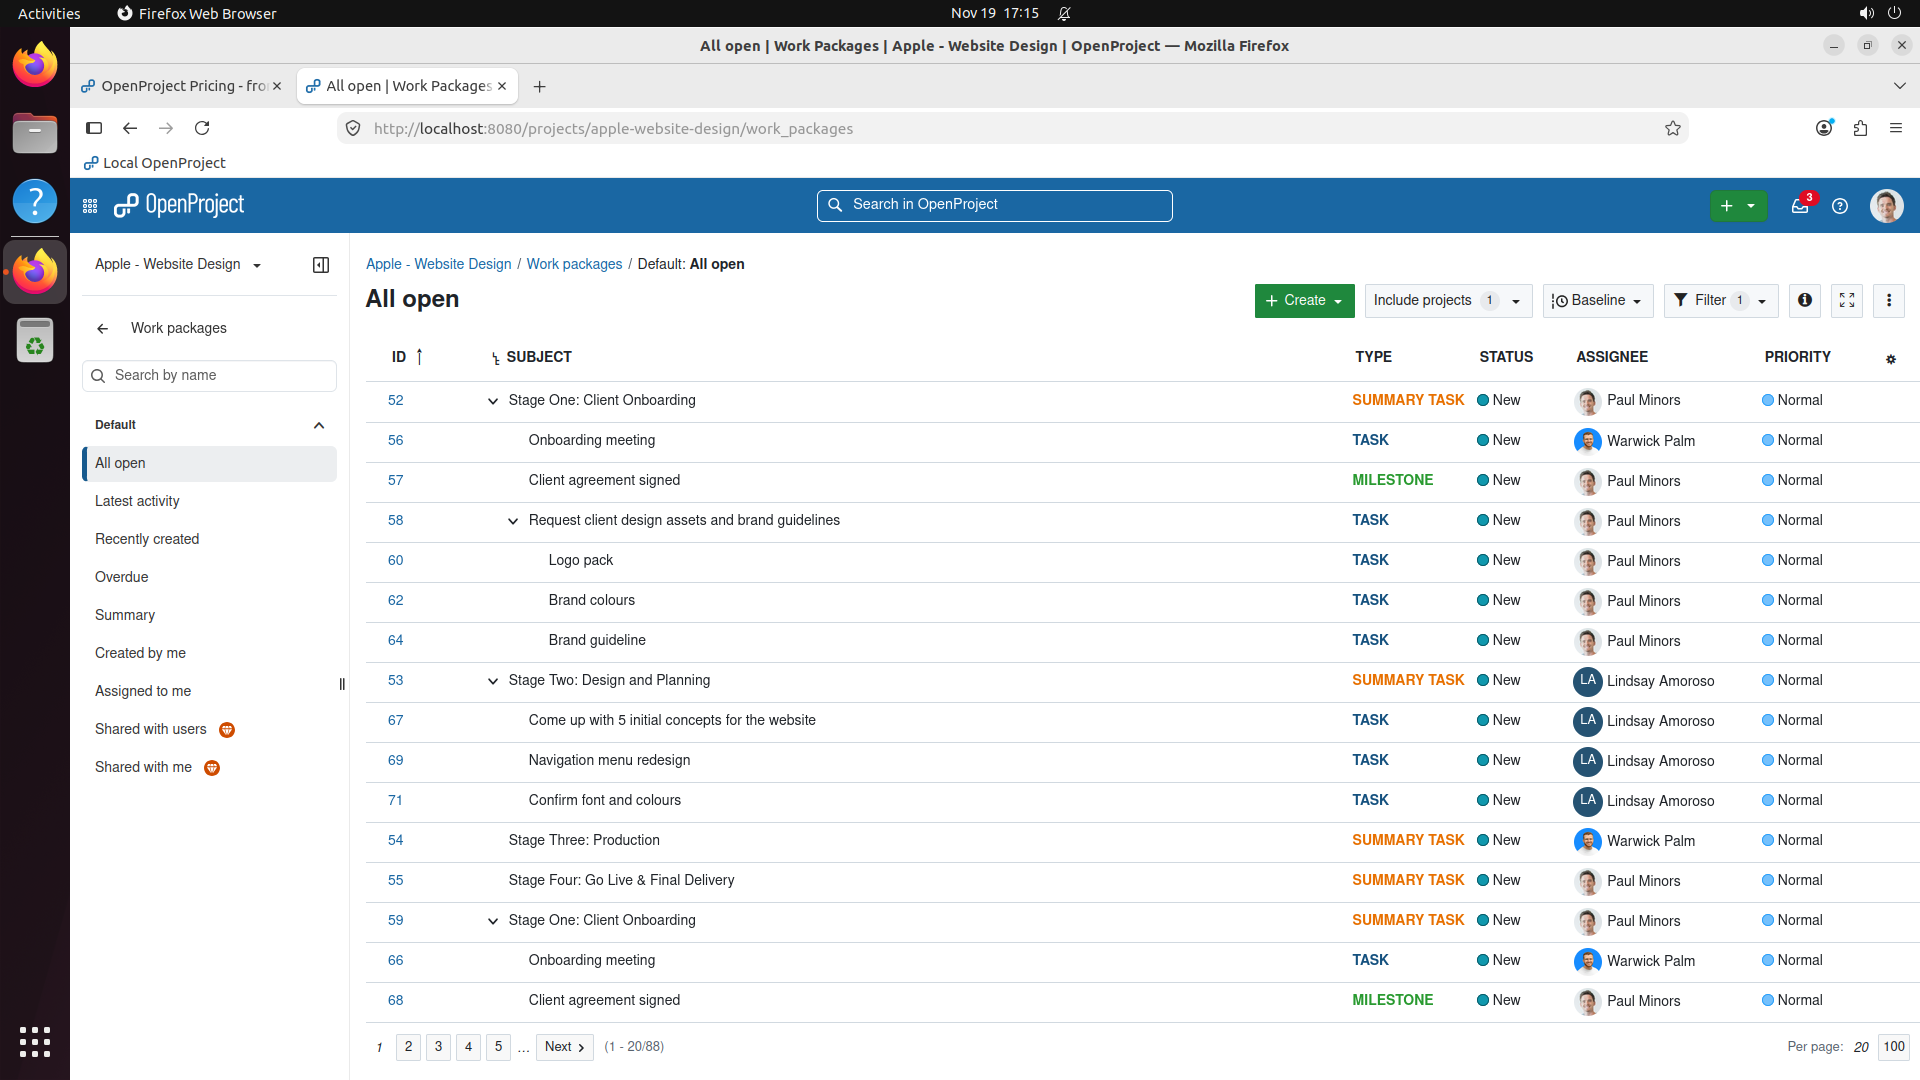 Activities
Firefox Web Browser
Nov 19 17:15
All open | Work Packages | Apple - Website Design | OpenProject — Mozilla Firefox
OpenProject Pricing - fro
All open | Work Packages
http://localhost:8080/projects/apple-website-design/work_packages
Local OpenProject
OpenProject
Search in OpenProject
3
Apple - Website Design
Work packages
Search by name
Default
All open
Latest activity
Recently created
Overdue
Summary
Created by me
Assigned to me
Shared with users
Shared with me
Apple - Website Design / Work packages / Default: All open
All open
+ Create
Include projects 1
Baseline
Filter 1
ID SUBJECT TYPE STATUS ASSIGNEE PRIORITY
52 Stage One: Client Onboarding SUMMARY TASK New Paul Minors Normal
56 Onboarding meeting TASK New Warwick Palm Normal
57 Client agreement signed MILESTONE New Paul Minors Normal
58 Request client design assets and brand guidelines TASK New Paul Minors Normal
60 Logo pack TASK New Paul Minors Normal
62 Brand colours TASK New Paul Minors Normal
64 Brand guideline TASK New Paul Minors Normal
53 Stage Two: Design and Planning SUMMARY TASK New LA Lindsay Amoroso Normal
67 Come up with 5 initial concepts for the website TASK New LA Lindsay Amoroso Normal
69 Navigation menu redesign TASK New LA Lindsay Amoroso Normal
71 Confirm font and colours TASK New LA Lindsay Amoroso Normal
54 Stage Three: Production SUMMARY TASK New Warwick Palm Normal
55 Stage Four: Go Live & Final Delivery SUMMARY TASK New Paul Minors Normal
59 Stage One: Client Onboarding SUMMARY TASK New Paul Minors Normal
66 Onboarding meeting TASK New Warwick Palm Normal
68 Client agreement signed MILESTONE New Paul Minors Normal
1 2 3 4 5 ... Next (1 - 20/88)
Per page: 20 100